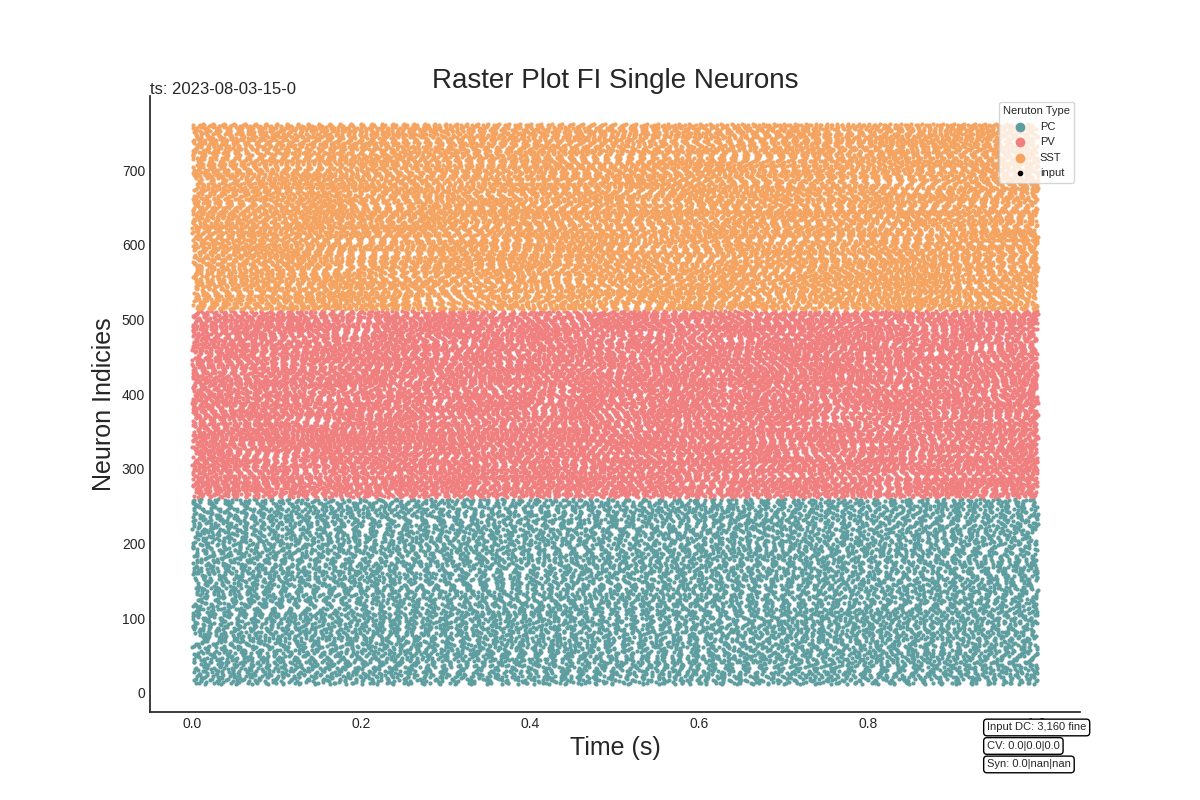 Raster Plot FI Single Neurons
ts: 2023-08-03-15-0
Neruton Type
PC
PV
SST
input
700
600
500
400
300
200
100
0
Neuron Indicies
0.0
0.2
0.4
0.6
0.8
Time (s)
Input DC: 3,160 fine
CV: 0.0|0.0|0.0
Syn: 0.0|nan|nan